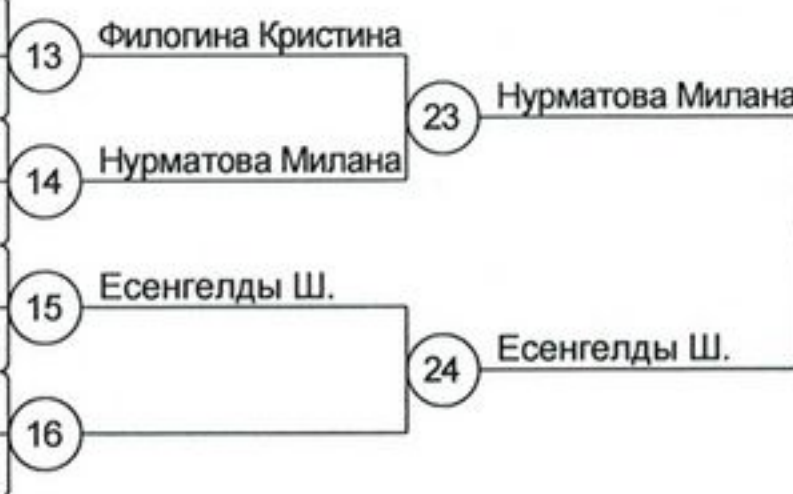 13 Филогина Кристина
23 Нурматова Милана
14 Нурматова Милана
15 Есенгелды Ш.
24 Есенгелды Ш.
16